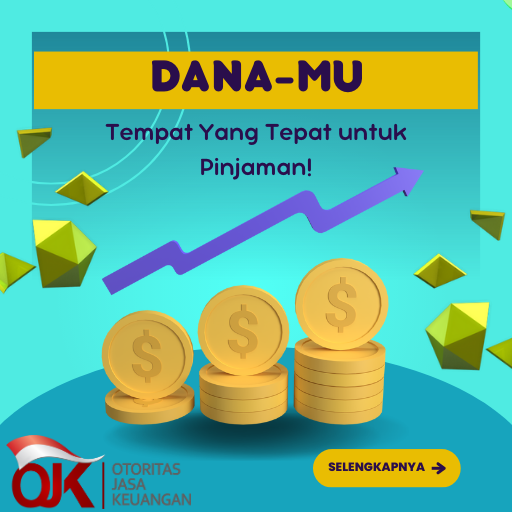 DANA-MU
Tempat Yang Tepat untuk
Pinjaman!
$ $ $
SELENGKAPNYA
OJK
OTORITAS
JASA
KEUANGAN